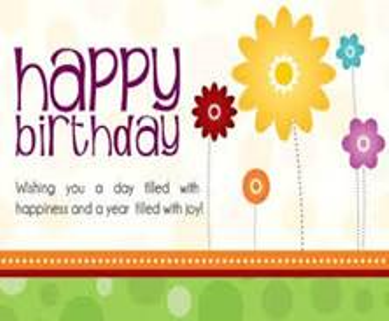 happy
birthday
Wishing you a day filled with
happiness and a year filled with joy!